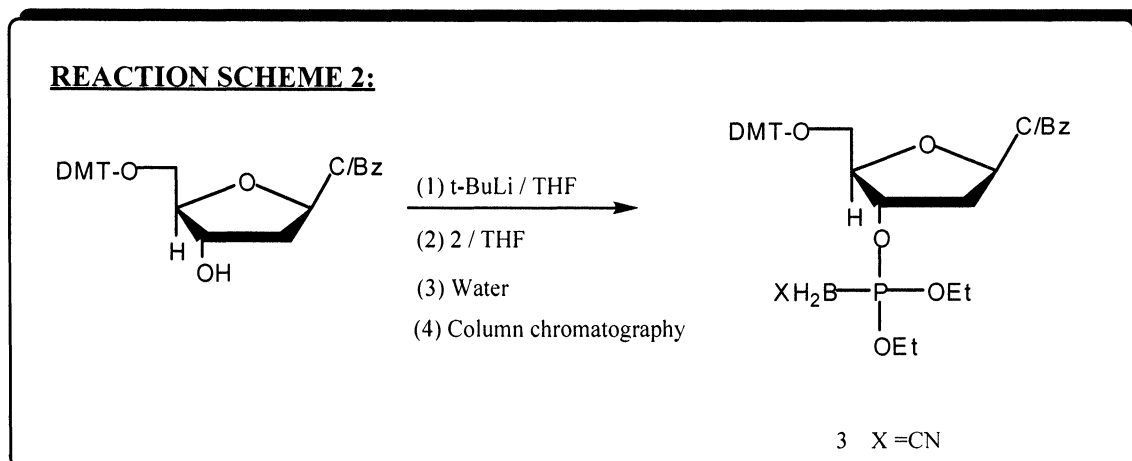 REACTION SCHEME 2:
DMT-O
O
C/Bz
H
OH
(1) t-BuLi / THF
(2) 2 / THF
(3) Water
(4) Column chromatography
DMT-O
O
C/Bz
H
O
XH2B-P-OEt
OEt
3 X =CN